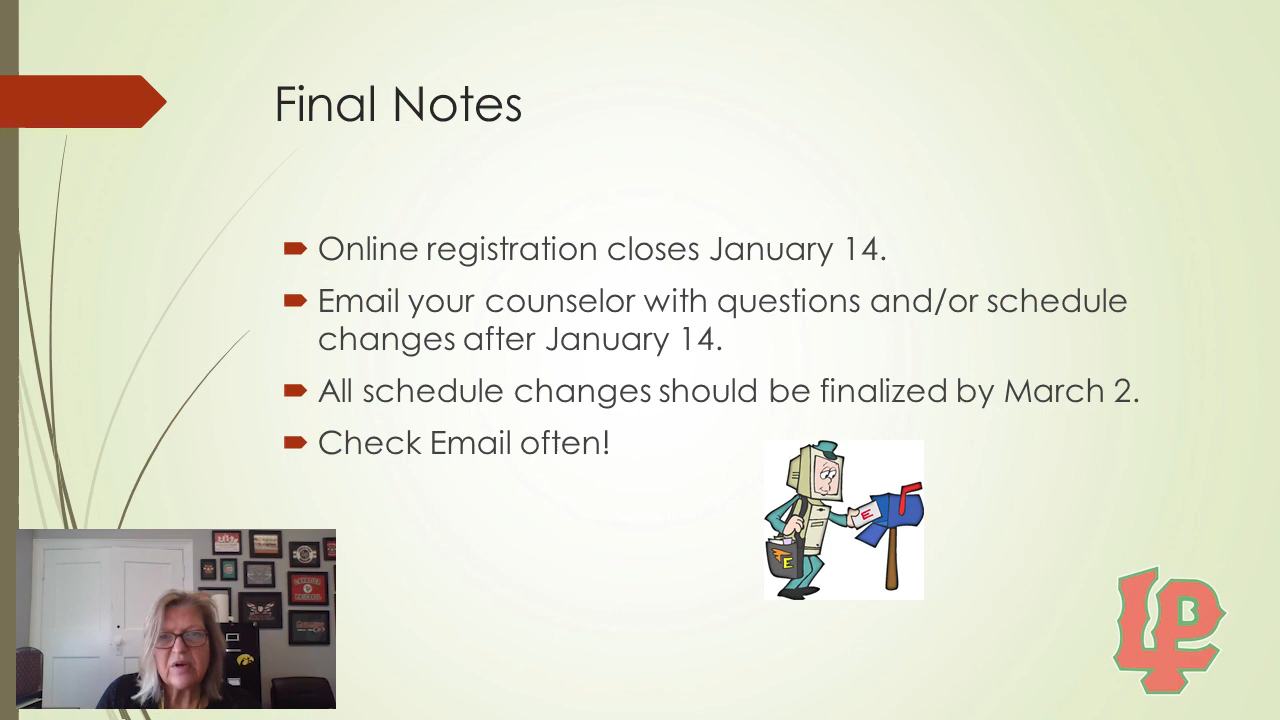 Final Notes
Online registration closes January 14.
Email your counselor with questions and/or schedule
changes after January 14.
All schedule changes should be finalized by March 2.
Check Email often!
E
E
LP